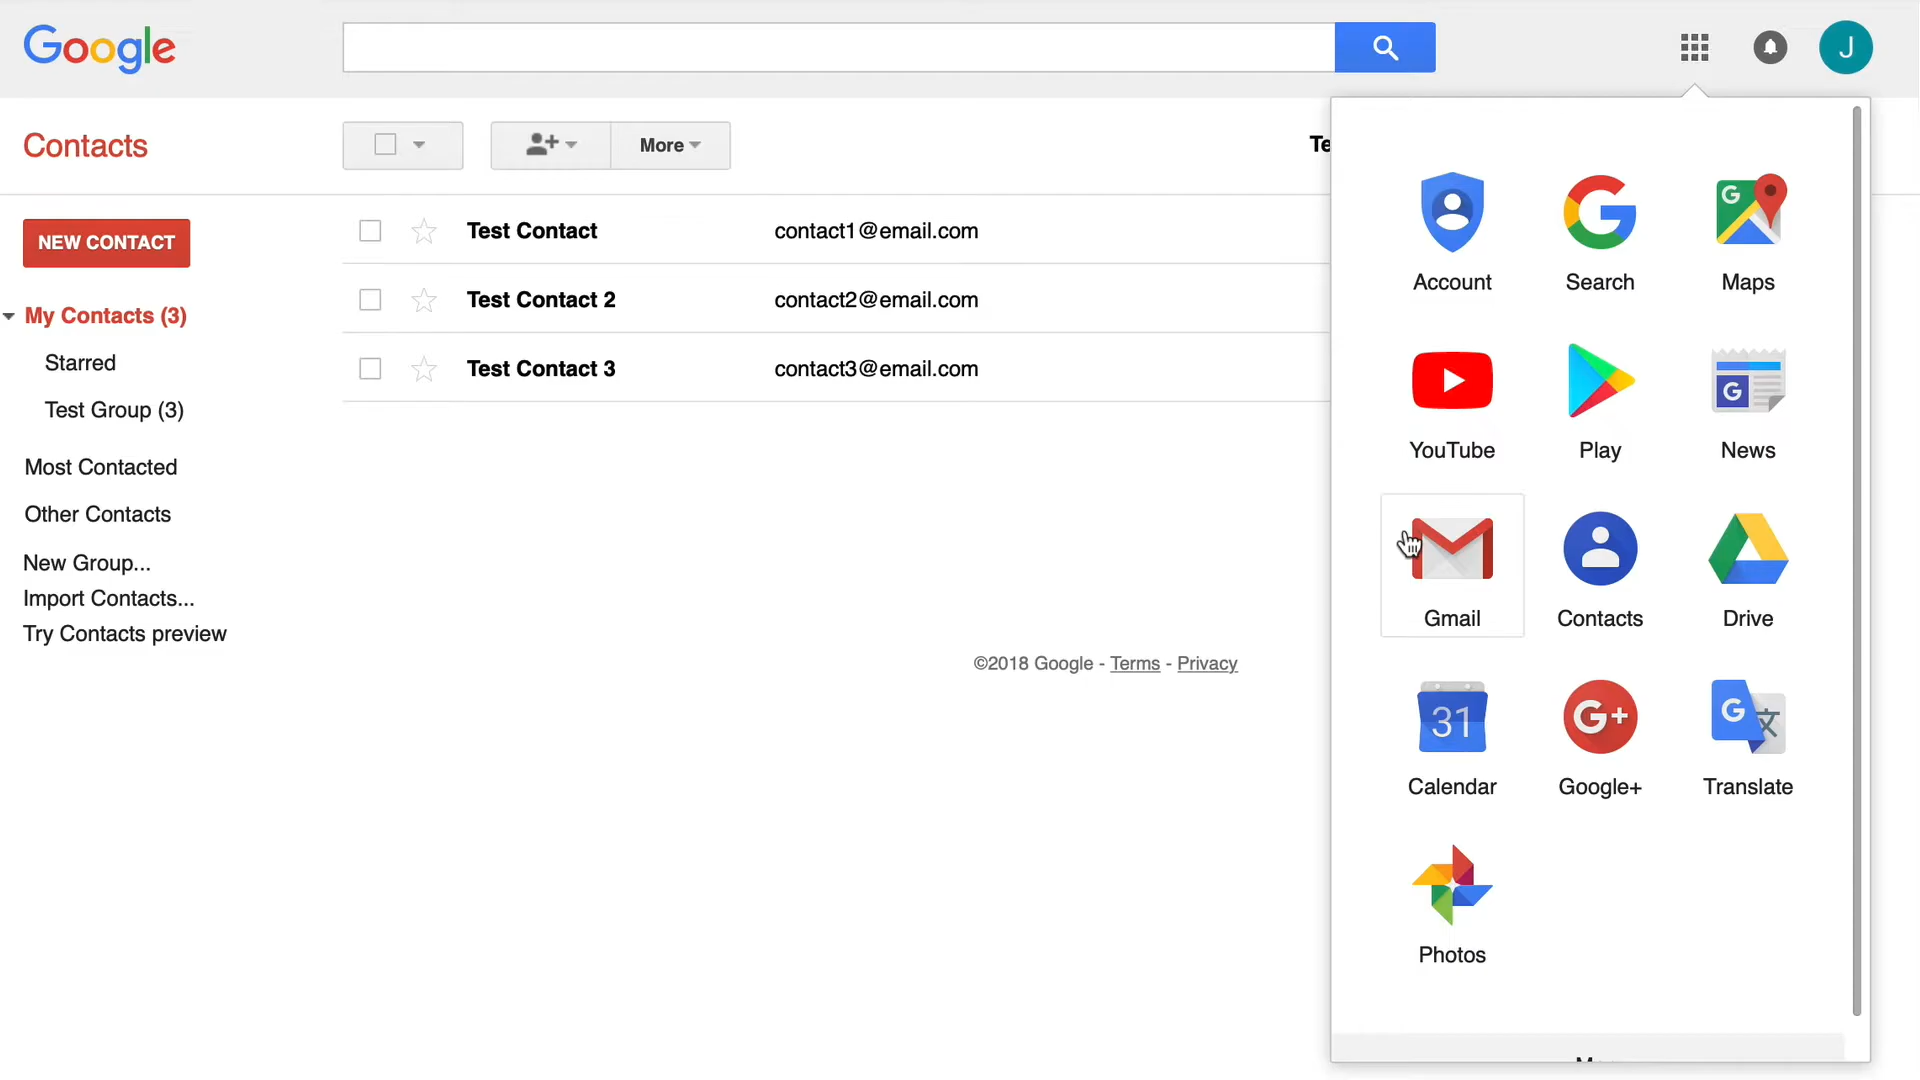 Google
J
Contacts
More
Te
NEW CONTACT
My Contacts (3)
Starred
Test Group (3)
Most Contacted
Other Contacts
New Group...
Import Contacts...
Try Contacts preview
Test Contact contact1@email.com
Test Contact 2 contact2@email.com
Test Contact 3 contact3@email.com
©2018 Google - Terms - Privacy
G
Account Search Maps
G
YouTube Play News
Gmail Contacts Drive
31 G+ G 文
Calendar Google+ Translate
Photos